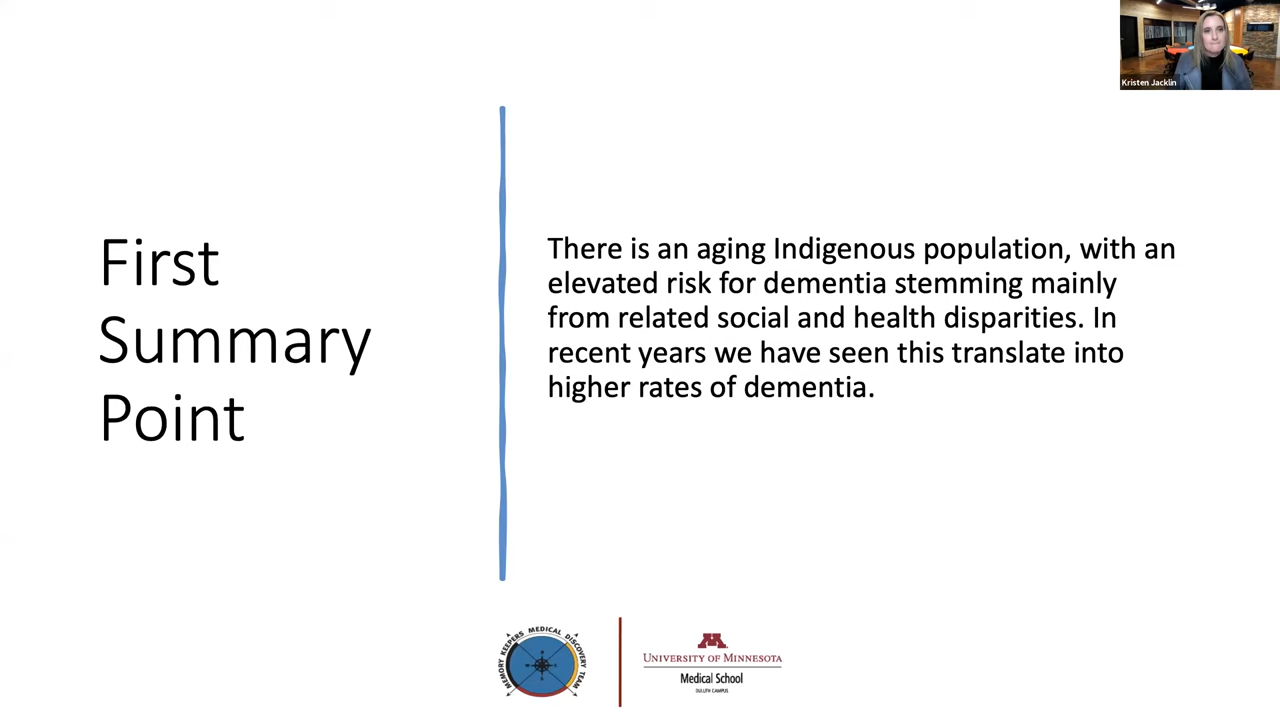 Kristen Jacklin
First
Summary
Point
There is an aging Indigenous population, with an
elevated risk for dementia stemming mainly
from related social and health disparities. In
recent years we have seen this translate into
higher rates of dementia.
MEMORY KEEPERS MEDICAL DISCOVERY TEAM
M
UNIVERSITY OF MINNESOTA
Medical School
DULUTH CAMPUS